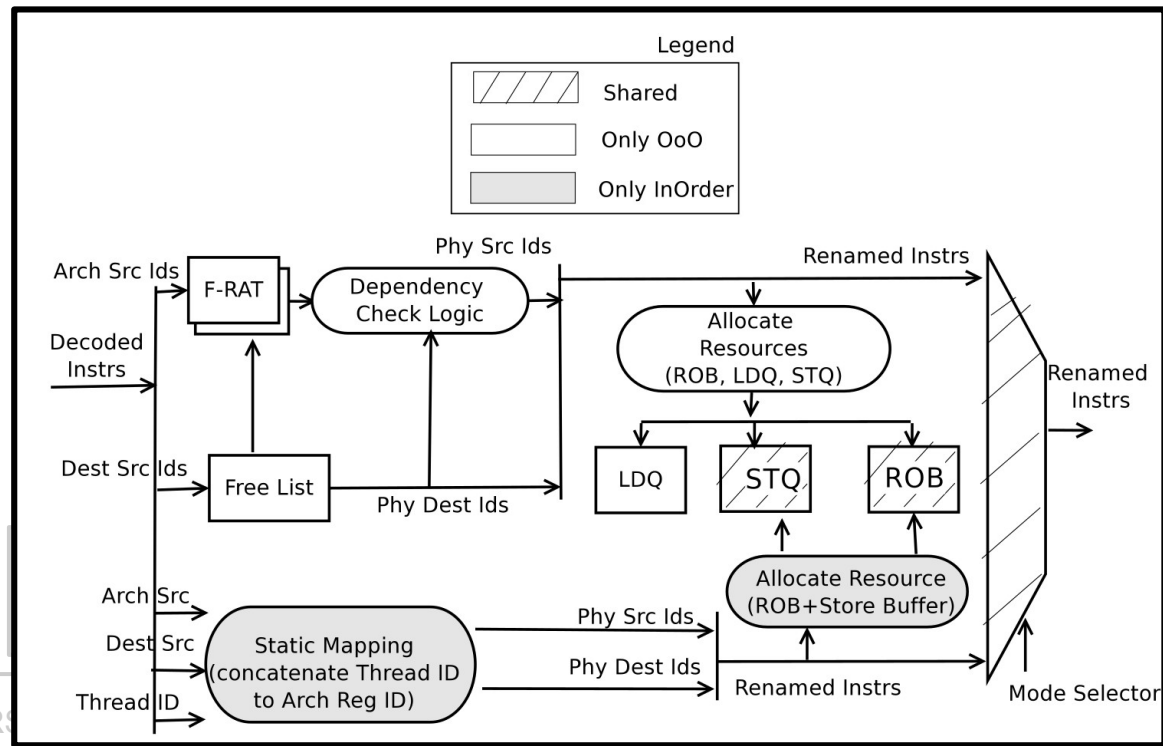 Legend
Shared
Only OoO
Only InOrder
Phy Src Ids
Renamed Instrs
Arch Src Ids
F-RAT
Dependency
Check Logic
Allocate
Resources
(ROB, LDQ, STQ)
Decoded
Instrs
Renamed
Instrs
Dest Src Ids
Free List
Phy Dest Ids
LDQ
STQ
ROB
Arch Src
Dest Src
Thread ID
Static Mapping
(concatenate Thread ID
to Arch Reg ID)
Phy Src Ids
Phy Dest Ids
Allocate Resource
(ROB+Store Buffer)
Renamed Instrs
Mode Selector